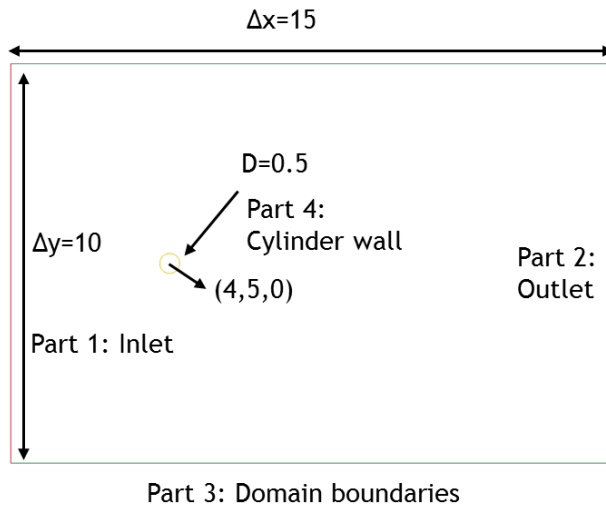 Δx=15
D=0.5
Part 4:
Cylinder wall
Δy=10
Part 2:
Outlet
(4,5,0)
Part 1: Inlet
Part 3: Domain boundaries